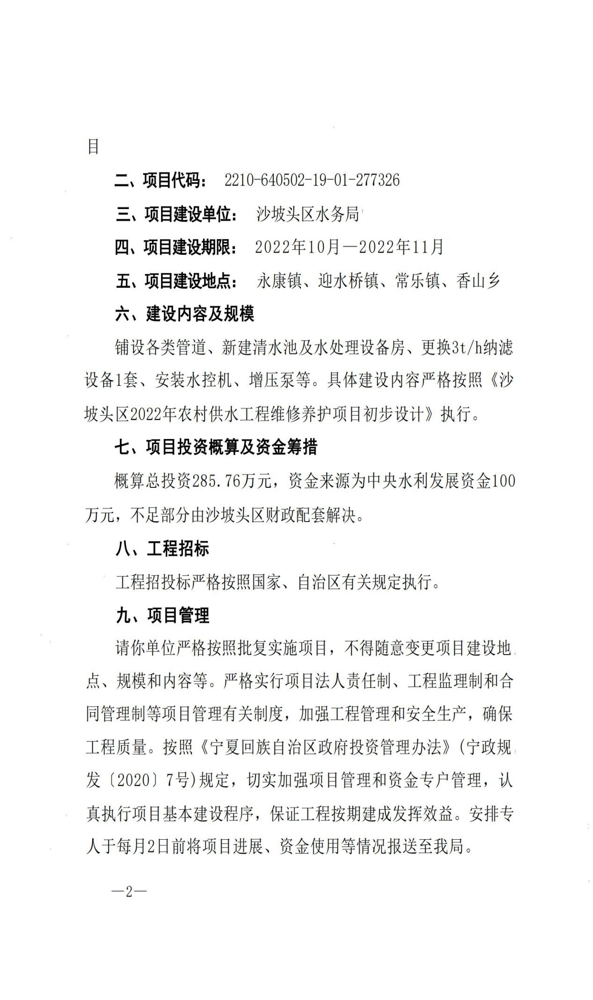 目
二、项目代码： 2210-640502-19-01-277326
三、项目建设单位： 沙坡头区水务局
四、项目建设期限： 2022年10月—2022年11月
五、项目建设地点： 永康镇、迎水桥镇、常乐镇、香山乡
六、建设内容及规模
铺设各类管道、新建清水池及水处理设备房、更换3t/h纳滤
设备1套、安装水控机、增压泵等。具体建设内容严格按照《沙
坡头区2022年农村供水工程维修养护项目初步设计》执行。
七、项目投资概算及资金筹措
概算总投资285.76万元，资金来源为中央水利发展资金100
万元，不足部分由沙坡头区财政配套解决。
八、工程招标
工程招投标严格按照国家、自治区有关规定执行。
九、项目管理
请你单位严格按照批复实施项目，不得随意变更项目建设地
点、规模和内容等。严格实行项目法人责任制、工程监理制和合
同管理制等项目管理有关制度，加强工程管理和安全生产，确保
工程质量。按照《宁夏回族自治区政府投资管理办法》(宁政规
发〔2020〕7号)规定，切实加强项目管理和资金专户管理，认
真执行项目基本建设程序，保证工程按期建成发挥效益。安排专
人于每月2日前将项目进展、资金使用等情况报送至我局。
—2—